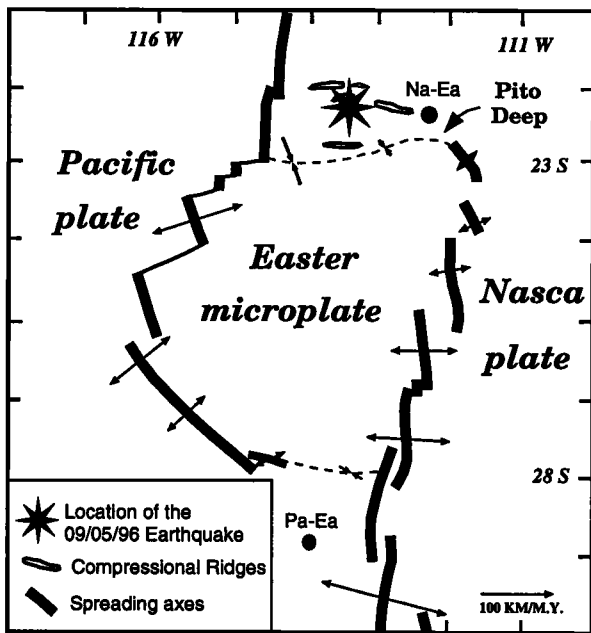 116 W
111 W
Na-Ea
Pito
Deep
Pacific
plate
23 S
Easter
microplate
Nasca
plate
28 S
Pa-Ea
Location of the
09/05/96 Earthquake
Compressional Ridges
Spreading axes
100 KM/M.Y.